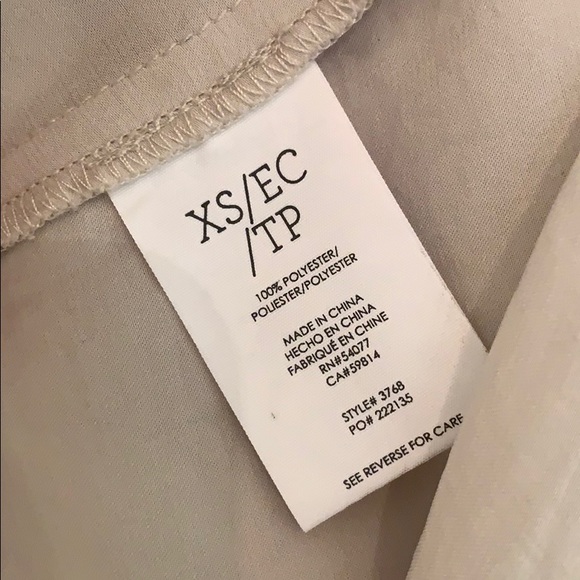 XS/EC
/TP
100% POLYESTER/
POLIESTER/POLYESTER
MADE IN CHINA
HECHO EN CHINA
FABRIQUÉ EN CHINE
RN#54077
CA#59814
STYLE# 3768
PO# 222135
SEE REVERSE FOR CARE